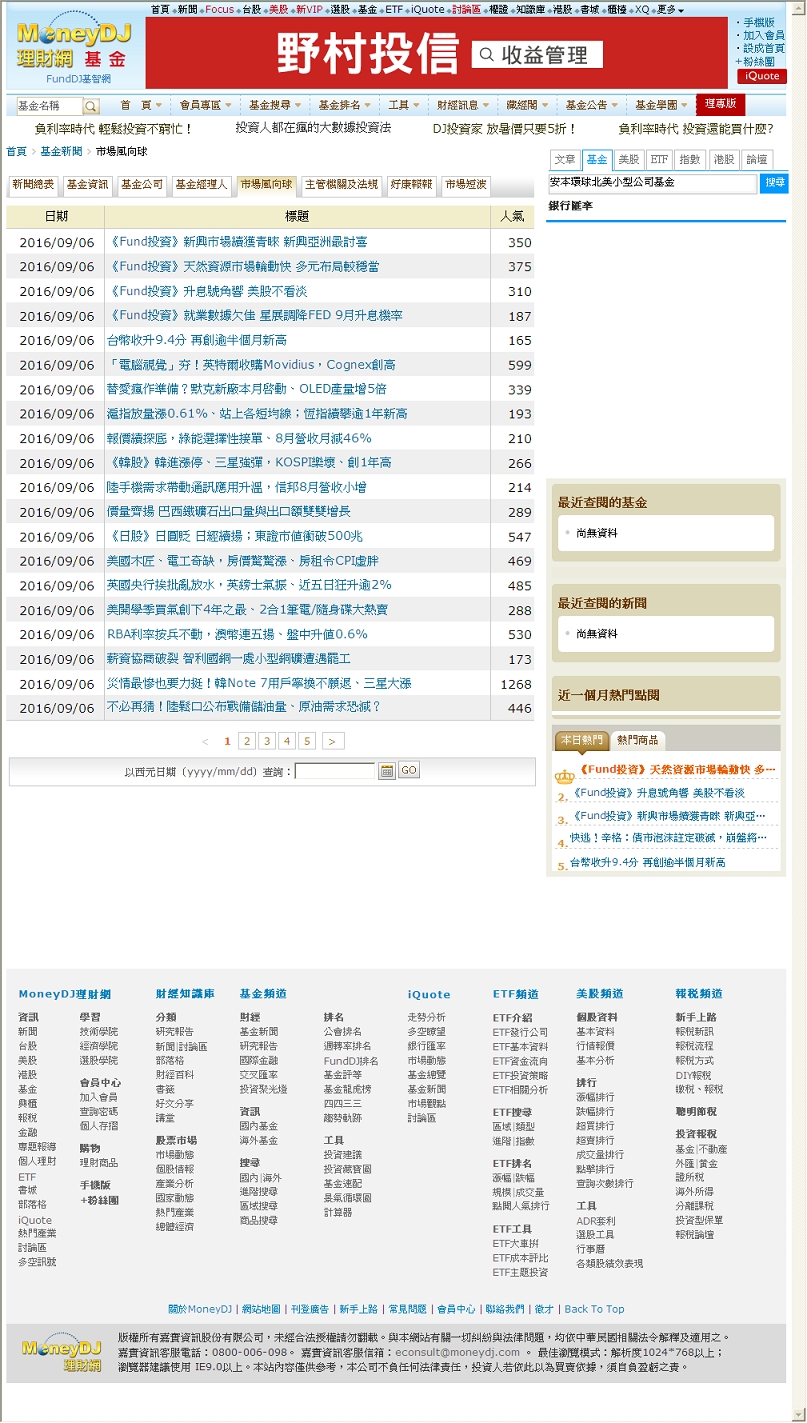 首頁 新聞 Focus 台股 美股 新VIP 選股 基金 ETF iQuote 討論區 權證 知識庫 港股 書城 櫃檯 XQ 更多
MoneyDJ
理財網 基金
FundDJ基智網
野村投信 收益管理
手機版
加入會員
設成首頁
+粉絲團
iQuote
基金名稱 首 頁 會員專區 基金搜尋 基金排名 工具 財經訊息 藏經閣 基金公告 基金學園 理專版
負利率時代 輕鬆投資不窮忙！ 投資人都在瘋的大數據投資法 DJ投資家 放暑價只要5折！ 負利率時代 投資還能買什麼?
首頁 > 基金新聞 > 市場風向球
新聞總表 基金資訊 基金公司 基金經理人 市場風向球 主管機關及法規 好康報報 市場短波
日期 標題 人氣
2016/09/06 《Fund投資》新興市場續獲青睞 新興亞洲最討喜 350
2016/09/06 《Fund投資》天然資源市場輪動快 多元布局較穩當 375
2016/09/06 《Fund投資》升息號角響 美股不看淡 310
2016/09/06 《Fund投資》就業數據欠佳 星展調降FED 9月升息機率 187
2016/09/06 台幣收升9.4分 再創逾半個月新高 165
2016/09/06 「電腦視覺」夯！英特爾收購Movidius，Cognex創高 599
2016/09/06 替愛瘋作準備？默克新廠本月啟動、OLED產量增5倍 339
2016/09/06 滬指放量漲0.61%、站上各短均線；恆指續攀逾1年新高 193
2016/09/06 報價續探底，綠能選擇性接單、8月營收月減46% 210
2016/09/06 《韓股》韓進漲停、三星強彈，KOSPI樂壞、創1年高 266
2016/09/06 陸手機需求帶動通訊應用升溫，信邦8月營收小增 214
2016/09/06 價量齊揚 巴西鐵礦石出口量與出口額雙雙增長 289
2016/09/06 《日股》日圓貶 日經續揚；東證市值衝破500兆 547
2016/09/06 美國木匠、電工奇缺，房價驚驚漲、房租令CPI虛胖 469
2016/09/06 英國央行挨批亂放水，英鎊士氣振、近五日狂升逾2% 485
2016/09/06 美開學季買氣創下4年之最、2合1筆電/隨身碟大熱賣 288
2016/09/06 RBA利率按兵不動，澳幣連五揚、盤中升值0.6% 530
2016/09/06 薪資協商破裂 智利國銅一處小型銅礦遭遇罷工 173
2016/09/06 災情最慘也要力挺！韓Note 7用戶寧換不願退、三星大漲 1268
2016/09/06 不必再猜！陸鬆口公布戰備儲油量、原油需求恐減？ 446
< 1 2 3 4 5 >
以西元日期（yyyy/mm/dd）查詢： GO
文章 基金 美股 ETF 指數 港股 論壇
安本環球北美小型公司基金 搜尋
銀行匯率
最近查閱的基金
尚無資料
最近查閱的新聞
尚無資料
近一個月熱門點閱
本日熱門 熱門商品
《Fund投資》天然資源市場輪動快 多…
2. 《Fund投資》升息號角響 美股不看淡
3. 《Fund投資》新興市場續獲青睞 新興亞…
4. 快逃！辛格：債市泡沫註定破滅，崩盤將…
5. 台幣收升9.4分 再創逾半個月新高
MoneyDJ理財網
資訊
新聞
台股
美股
港股
基金
興櫃
報稅
金融
專題報導
個人理財
ETF
書城
部落格
iQuote
熱門產業
討論區
多空訊號
學習
技術學院
經濟學院
選股學院
會員中心
加入會員
查詢密碼
個人存摺
購物
理財商品
手機版
+粉絲團
財經知識庫
分類
研究報告
新聞|討論區
部落格
財經百科
書籤
好文分享
講堂
股票市場
市場動態
個股情報
產業分析
國家動態
熱門產業
總體經濟
基金頻道
財經
基金新聞
研究報告
國際金融
交叉匯率
投資聚光燈
資訊
國內基金
海外基金
搜尋
國內|海外
進階搜尋
區域搜尋
商品搜尋
排名
公會排名
週轉率排名
FundDJ排名
基金評等
基金龍虎榜
四四三三
趨勢軌跡
工具
投資建議
投資藏寶圖
基金速配
景氣循環圖
計算器
iQuote
走勢分析
多空瞭望
銀行匯率
市場動態
基金總覽
基金新聞
市場觀點
討論區
ETF頻道
ETF介紹
ETF發行公司
ETF基本資料
ETF資金流向
ETF投資策略
ETF相關分析
ETF搜尋
區域|類型
進階|指數
ETF排名
漲幅|跌幅
規模|成交量
點閱人氣排行
ETF工具
ETF大車拚
ETF成本評比
ETF主題投資
美股頻道
個股資料
基本資料
行情報價
基本分析
排行
漲幅排行
跌幅排行
超買排行
超賣排行
成交量排行
點擊排行
查詢次數排行
工具
ADR套利
選股工具
行事曆
各類股績效表現
報稅頻道
新手上路
報稅新訊
報稅流程
報稅方式
DIY報稅
繳稅、報稅
聰明節稅
投資報稅
基金|不動產
外匯|黃金
證所稅
海外所得
分離課稅
投資型保單
報稅論壇
關於MoneyDJ | 網站地圖 | 刊登廣告 | 新手上路 | 常見問題 | 會員中心 | 聯絡我們 | 徵才 | Back To Top
MoneyDJ
理財網
版權所有嘉實資訊股份有限公司，未經合法授權請勿翻載。與本網站有關一切糾紛與法律問題，均依中華民國相關法令解釋及適用之。
嘉實資訊客服電話：0800-006-098。 嘉實資訊客服信箱：econsult@moneydj.com 。 最佳瀏覽模式：解析度1024*768以上；
瀏覽器建議使用 IE9.0以上。本站內容僅供參考，本公司不負任何法律責任，投資人若依此以為買賣依據，須自負盈虧之責。